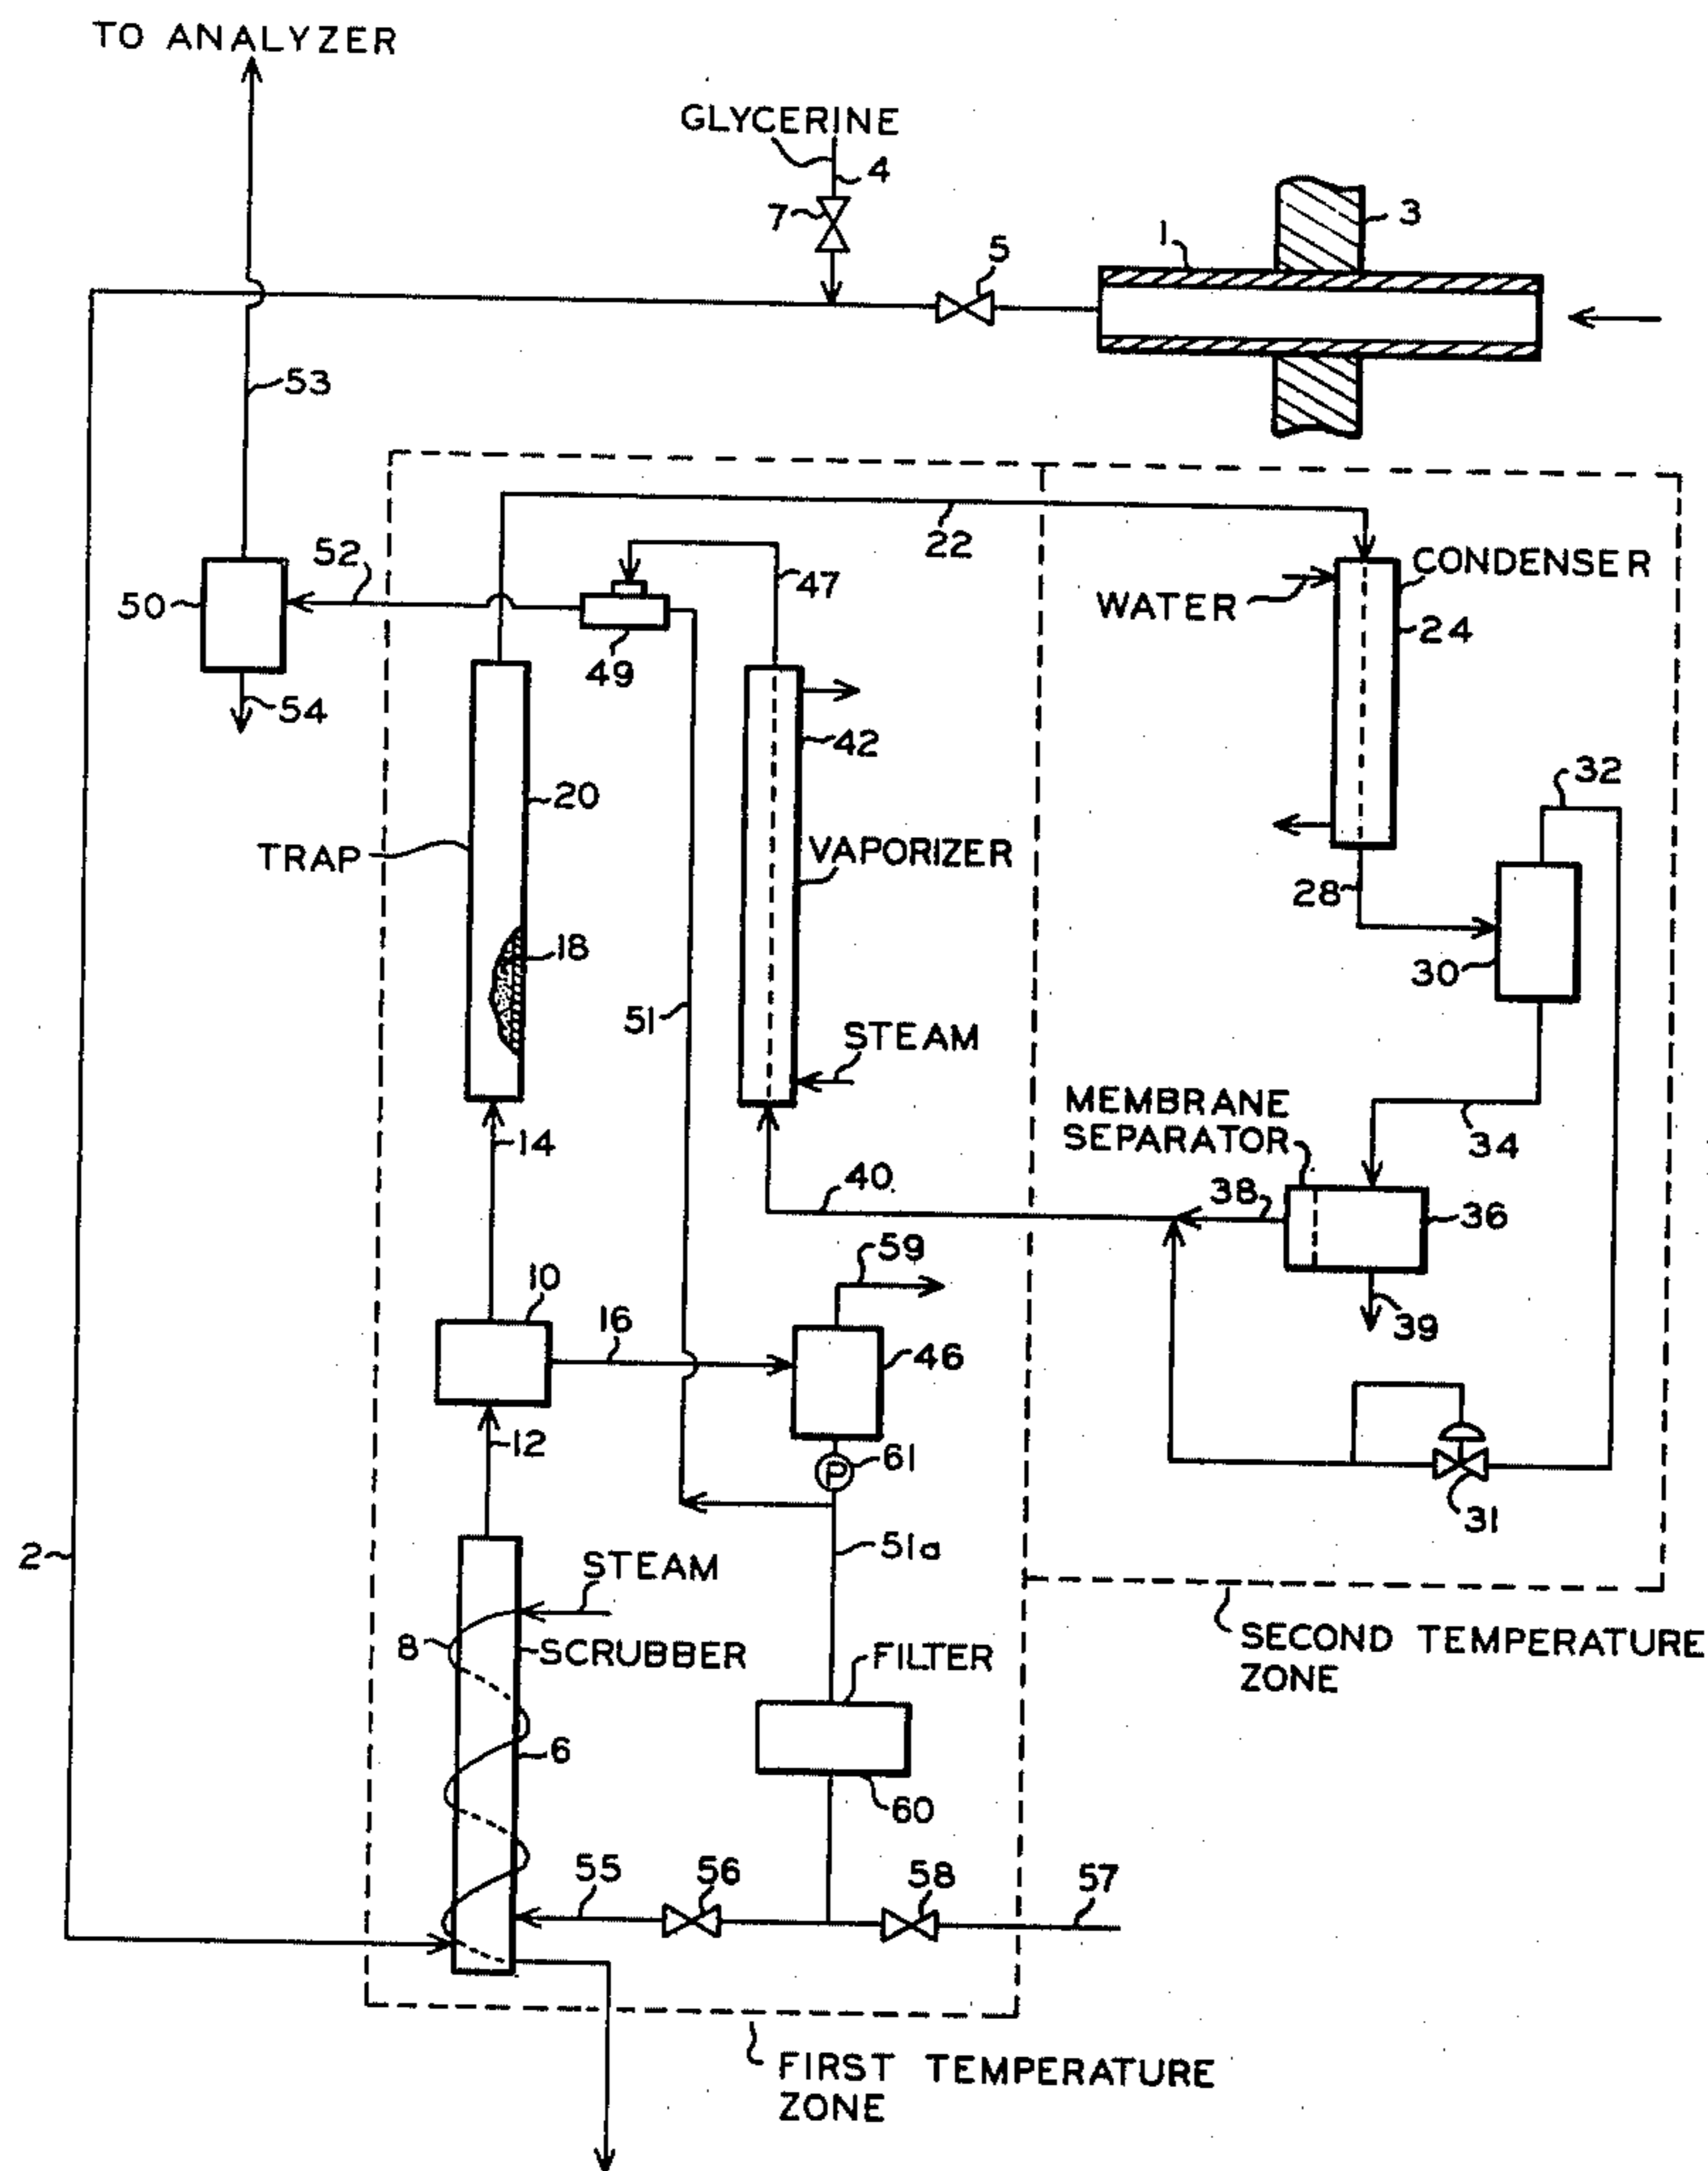 TO ANALYZER
GLYCERINE
4
7
5
1
3
53
22
52
47
CONDENSER
WATER
50
24
49
54
42
32
20
TRAP
VAPORIZER
28
18
30
51
STEAM
MEMBRANE
SEPARATOR
14
34
40
38
36
59
10
16
39
46
12
61
P
31
51a
2
STEAM
8
SCRUBBER
FILTER
SECOND TEMPERATURE
ZONE
6
60
55
56
58
57
FIRST TEMPERATURE
ZONE